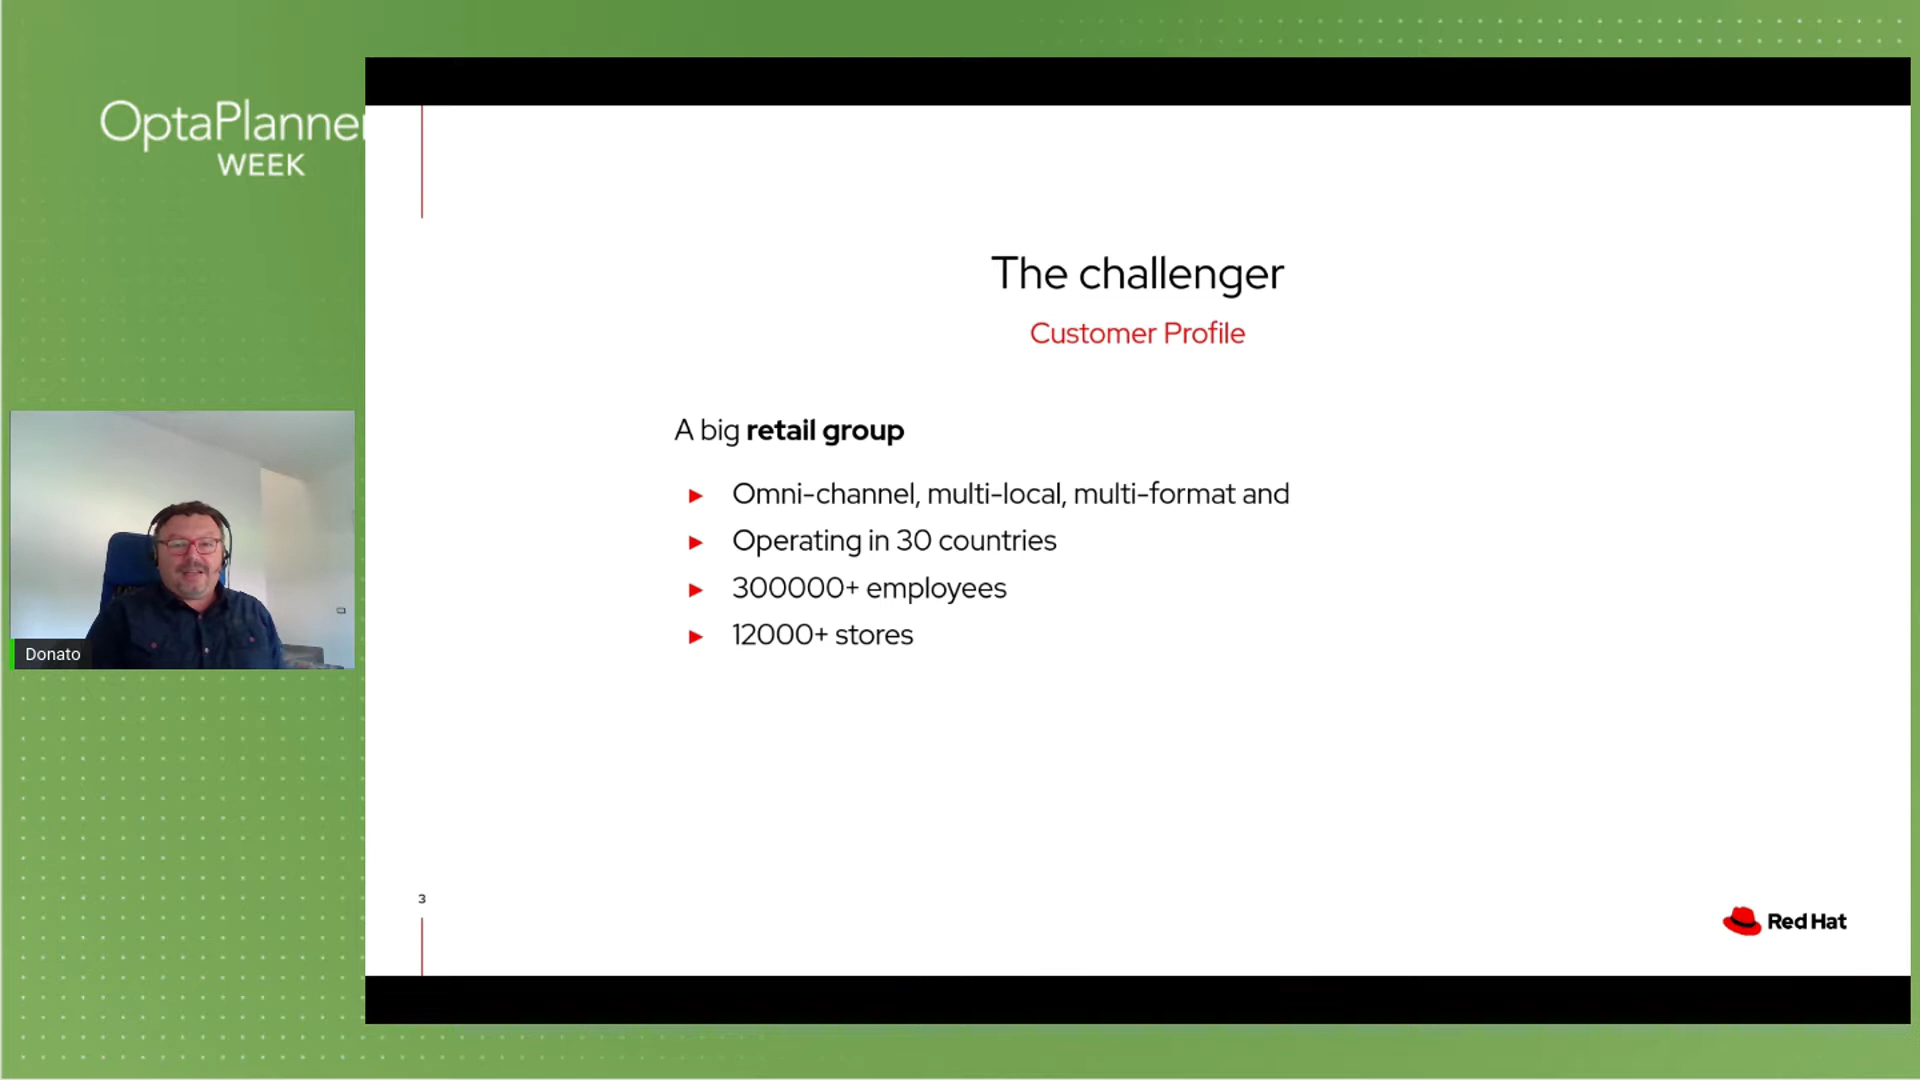 OptaPlanner
WEEK
The challenger
Customer Profile
A big retail group
Omni-channel, multi-local, multi-format and
Operating in 30 countries
300000+ employees
12000+ stores
Donato
3
Red Hat